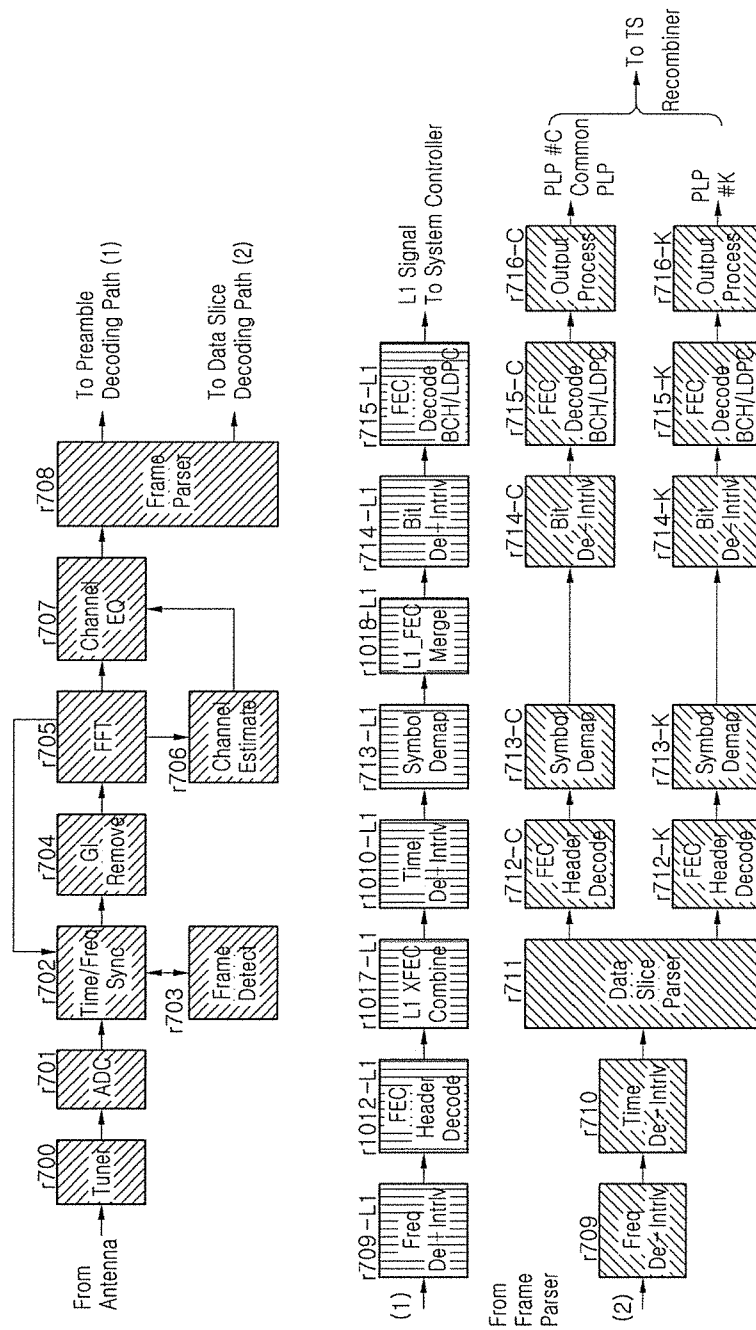 From
Antenna
r700
Tuner
r701
ADC
r702
Time/Freq
Sync
r703
Frame
Detect
r704
GI
Remove
r705
FFT
r706
Channel
Estimate
r707
Channel
EQ
r708
Frame
Parser
To Preamble
Decoding Path (1)
To Data Slice
Decoding Path (2)
(1)
r709-L1
Freq
De-Intrlv
r1012-L1
FEC
Header
Decode
r1017-L1
L1 XFEC
Combine
r1010-L1
Time
De-Intrlv
r713-L1
Symbol
Demap
r1018-L1
L1_FEC
Merge
r714-L1
Bit
De-Intrlv
r715-L1
FEC
Decode
BCH/LDPC
L1 Signal
To System Controller
From
Frame
Parser
(2)
r709
Freq
De-Intrlv
r710
Time
De-Intrlv
r711
Data
Slice
Parser
r712-C
FEC
Header
Decode
r713-C
Symbol
Demap
r714-C
Bit
De-Intrlv
r715-C
FEC
Decode
BCH/LDPC
r716-C
Output
Process
PLP #C
Common
PLP
r712-K
FEC
Header
Decode
r713-K
Symbol
Demap
r714-K
Bit
De-Intrlv
r715-K
FEC
Decode
BCH/LDPC
r716-K
Output
Process
PLP
#K
To TS
Recombiner